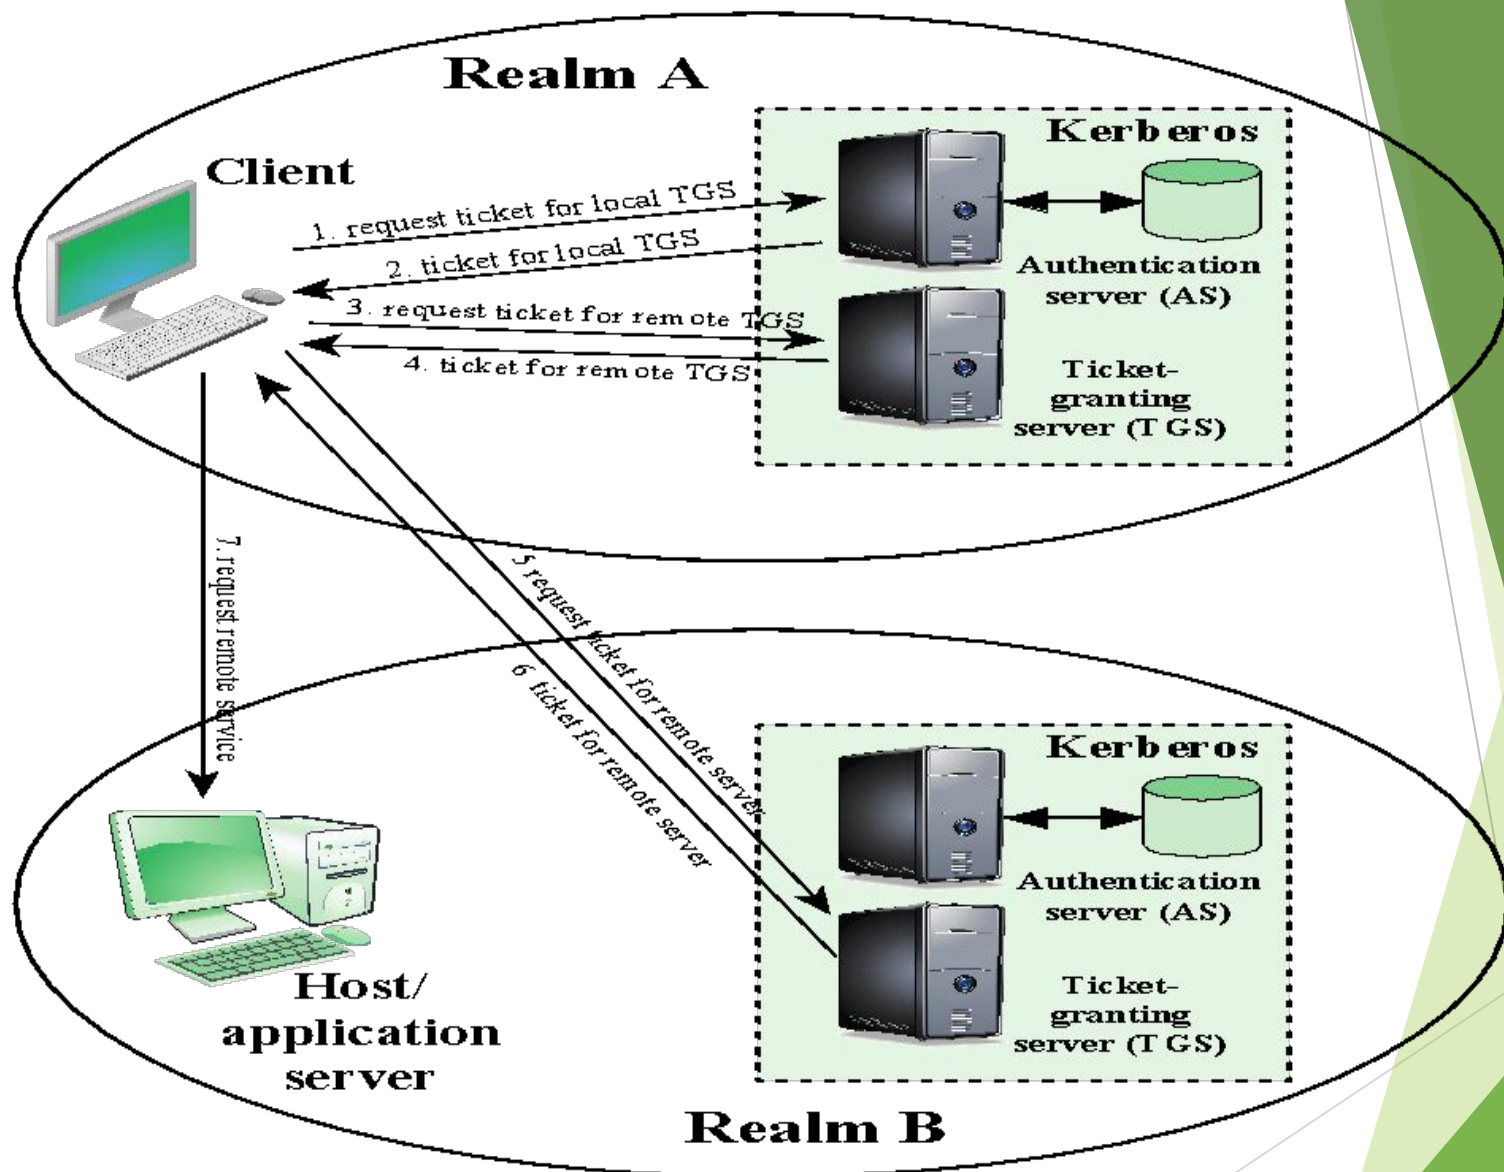 Realm A
Kerberos
Client
1. request ticket for local TGS
2. ticket for local TGS
Authentication
server (AS)
3. request ticket for remote TGS
4. ticket for remote TGS
Ticket-
granting
server (TGS)
7. request remote service
5 request ticket for remote server
6 ticket for remote server
Kerberos
Authentication
server (AS)
Host/
application
server
Ticket-
granting
server (TGS)
Realm B